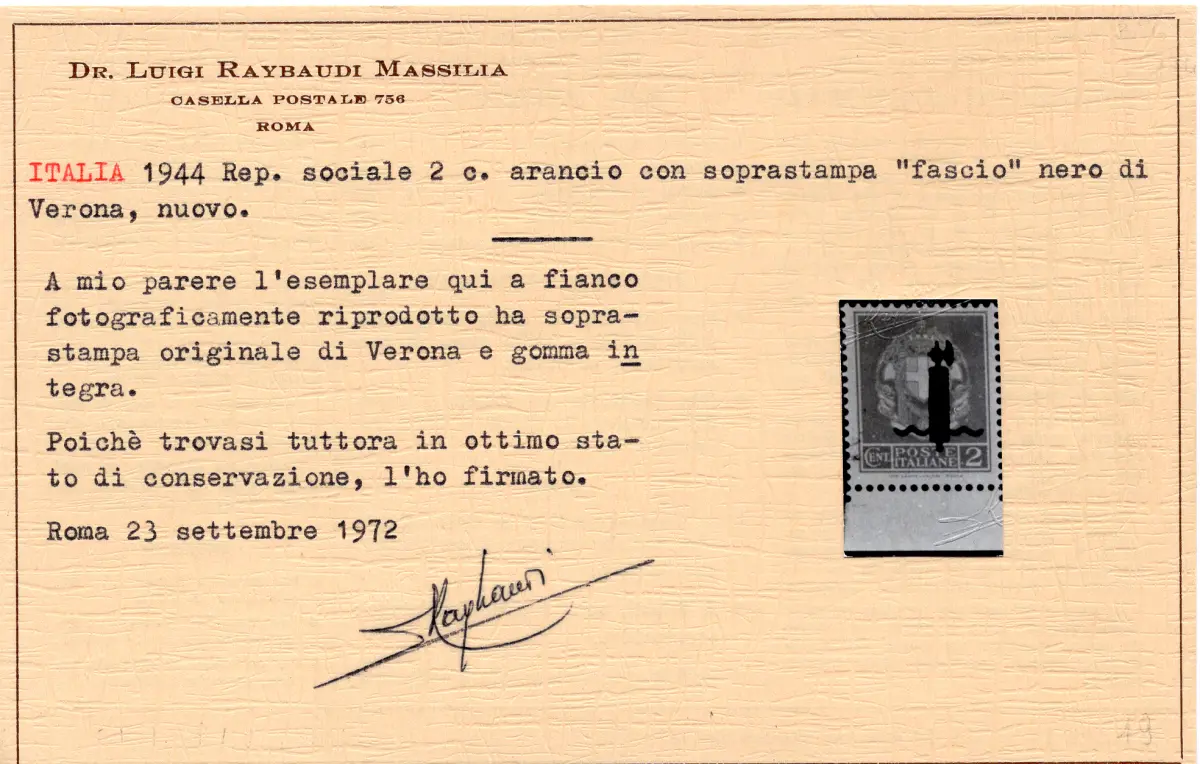 DR. LUIGI RAYBAUDI MASSILIA
CASELLA POSTALE 756
ROMA
ITALIA 1944 Rep. sociale 2 c. arancio con soprastampa "fascio" nero di
Verona, nuovo.
A mio parere l'esemplare qui a fianco
fotograficamente riprodotto ha sopra-
stampa originale di Verona e gomma in
tegra.
Poichè trovasi tuttora in ottimo sta-
to di conservazione, l'ho firmato.
Roma 23 settembre 1972
Raybaudi
CENT. POSTE ITALIANE 2
49